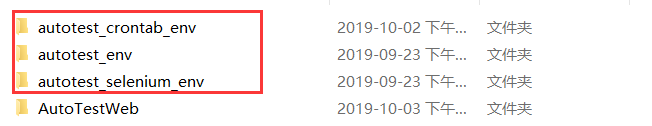 autotest_crontab_env 2019-10-02 下午... 文件夹
autotest_env 2019-09-23 下午... 文件夹
autotest_selenium_env 2019-09-23 下午... 文件夹
AutoTestWeb 2019-10-03 下午... 文件夹